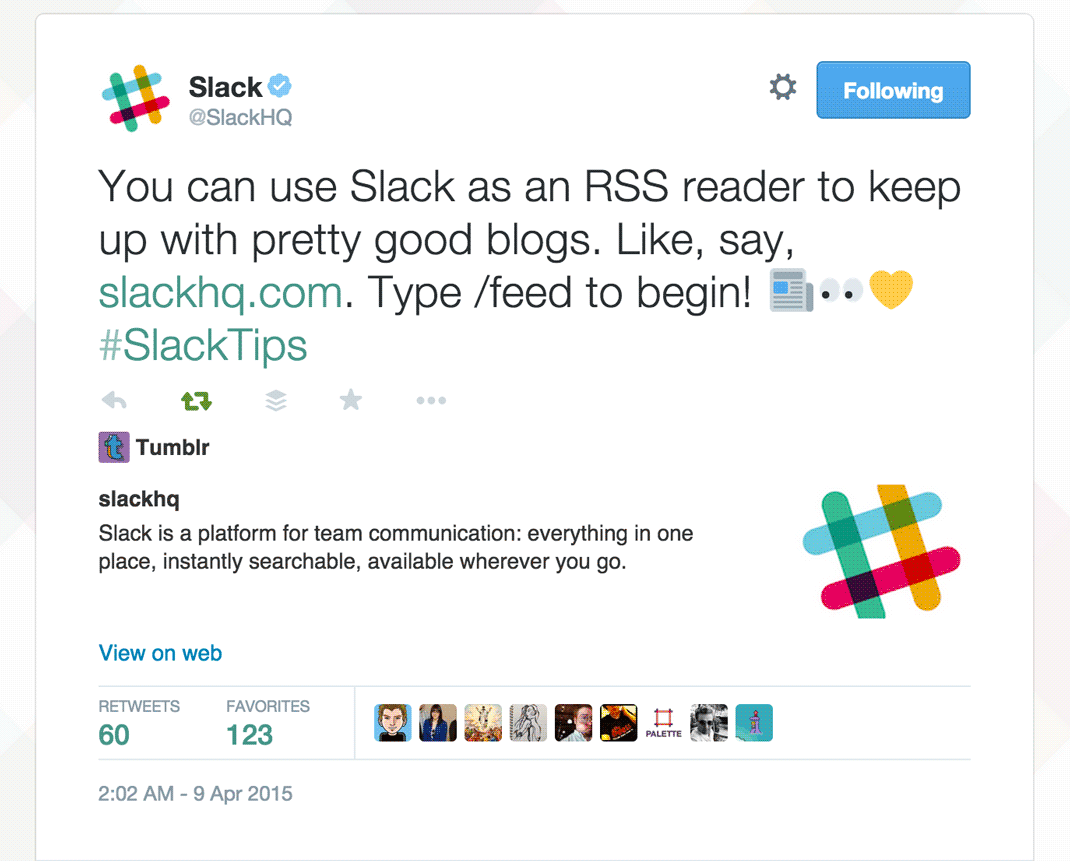 Slack
@SlackHQ
Following
You can use Slack as an RSS reader to keep
up with pretty good blogs. Like, say,
slackhq.com. Type /feed to begin! 📰👀💛
#SlackTips
t Tumblr
slackhq
Slack is a platform for team communication: everything in one
place, instantly searchable, available wherever you go.
View on web
RETWEETS FAVORITES
60 123
PALETTE
2:02 AM - 9 Apr 2015